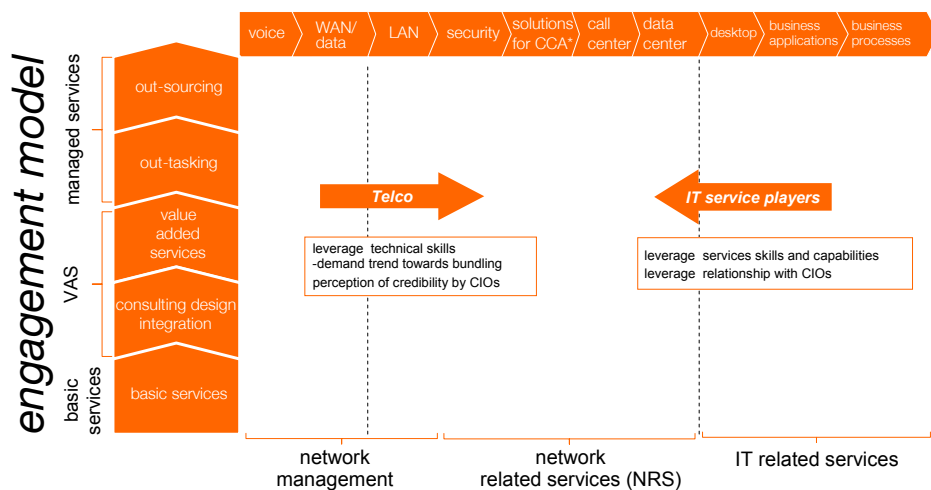 engagement model
managed services
VAS
basic
services
out-sourcing
out-tasking
value
added
services
consulting design
integration
basic services
voice
WAN/
data
LAN
security
solutions
for CCA*
call
center
data
center
desktop
business
applications
business
processes
Telco
leverage technical skills
-demand trend towards bundling
perception of credibility by CIOs
IT service players
leverage services skills and capabilities
leverage relationship with CIOs
network
management
network
related services (NRS)
IT related services